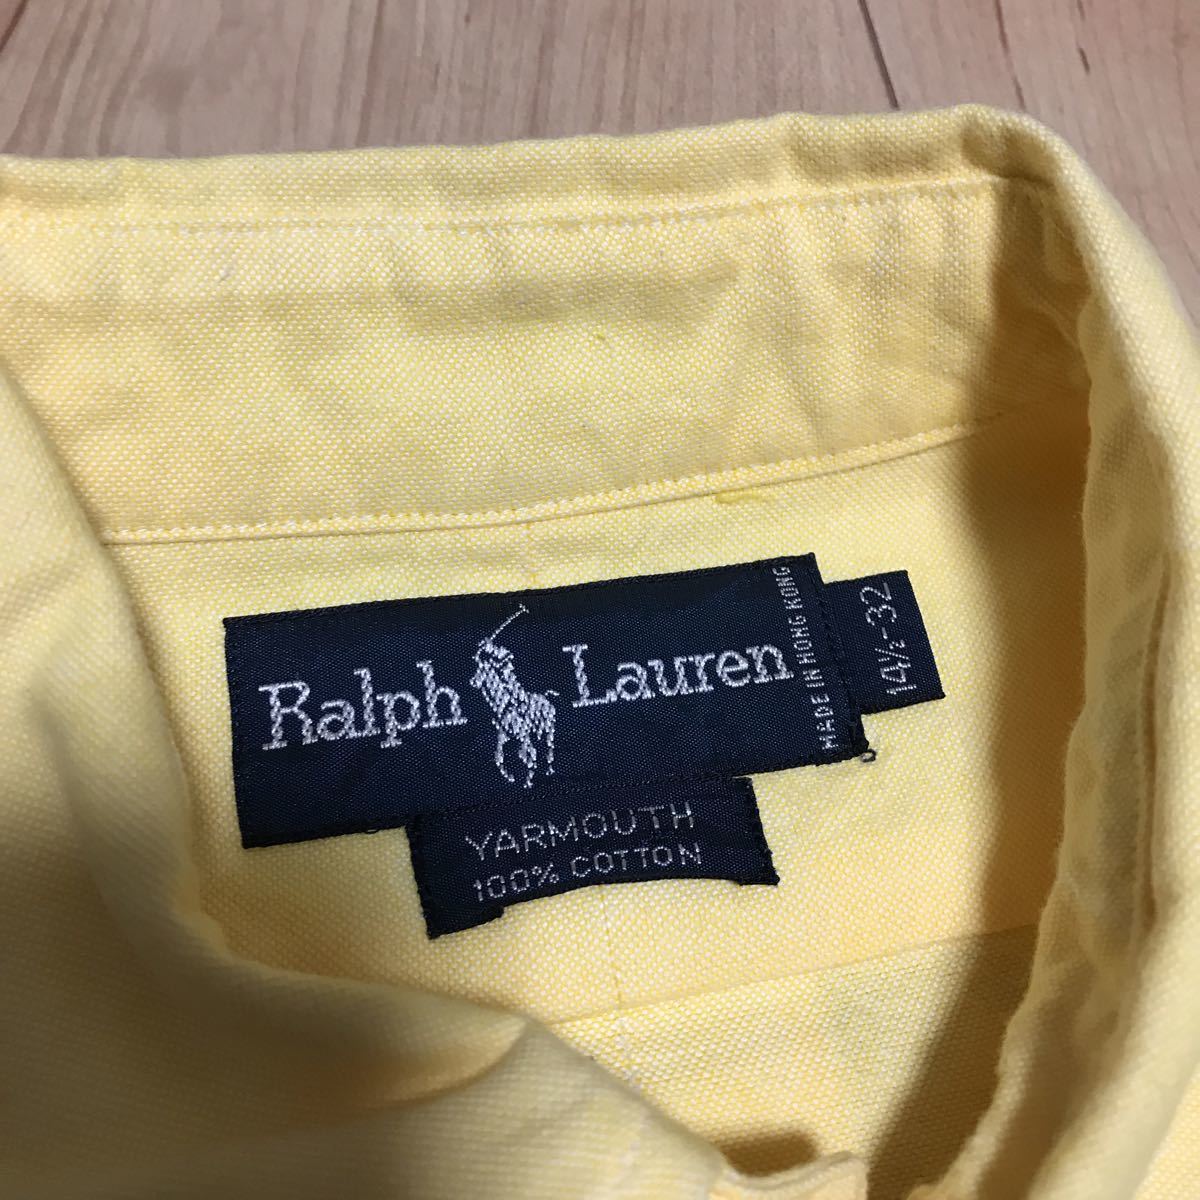 Ralph Lauren
MADE IN HONG KONG
14½-32
YARMOUTH
100% COTTON